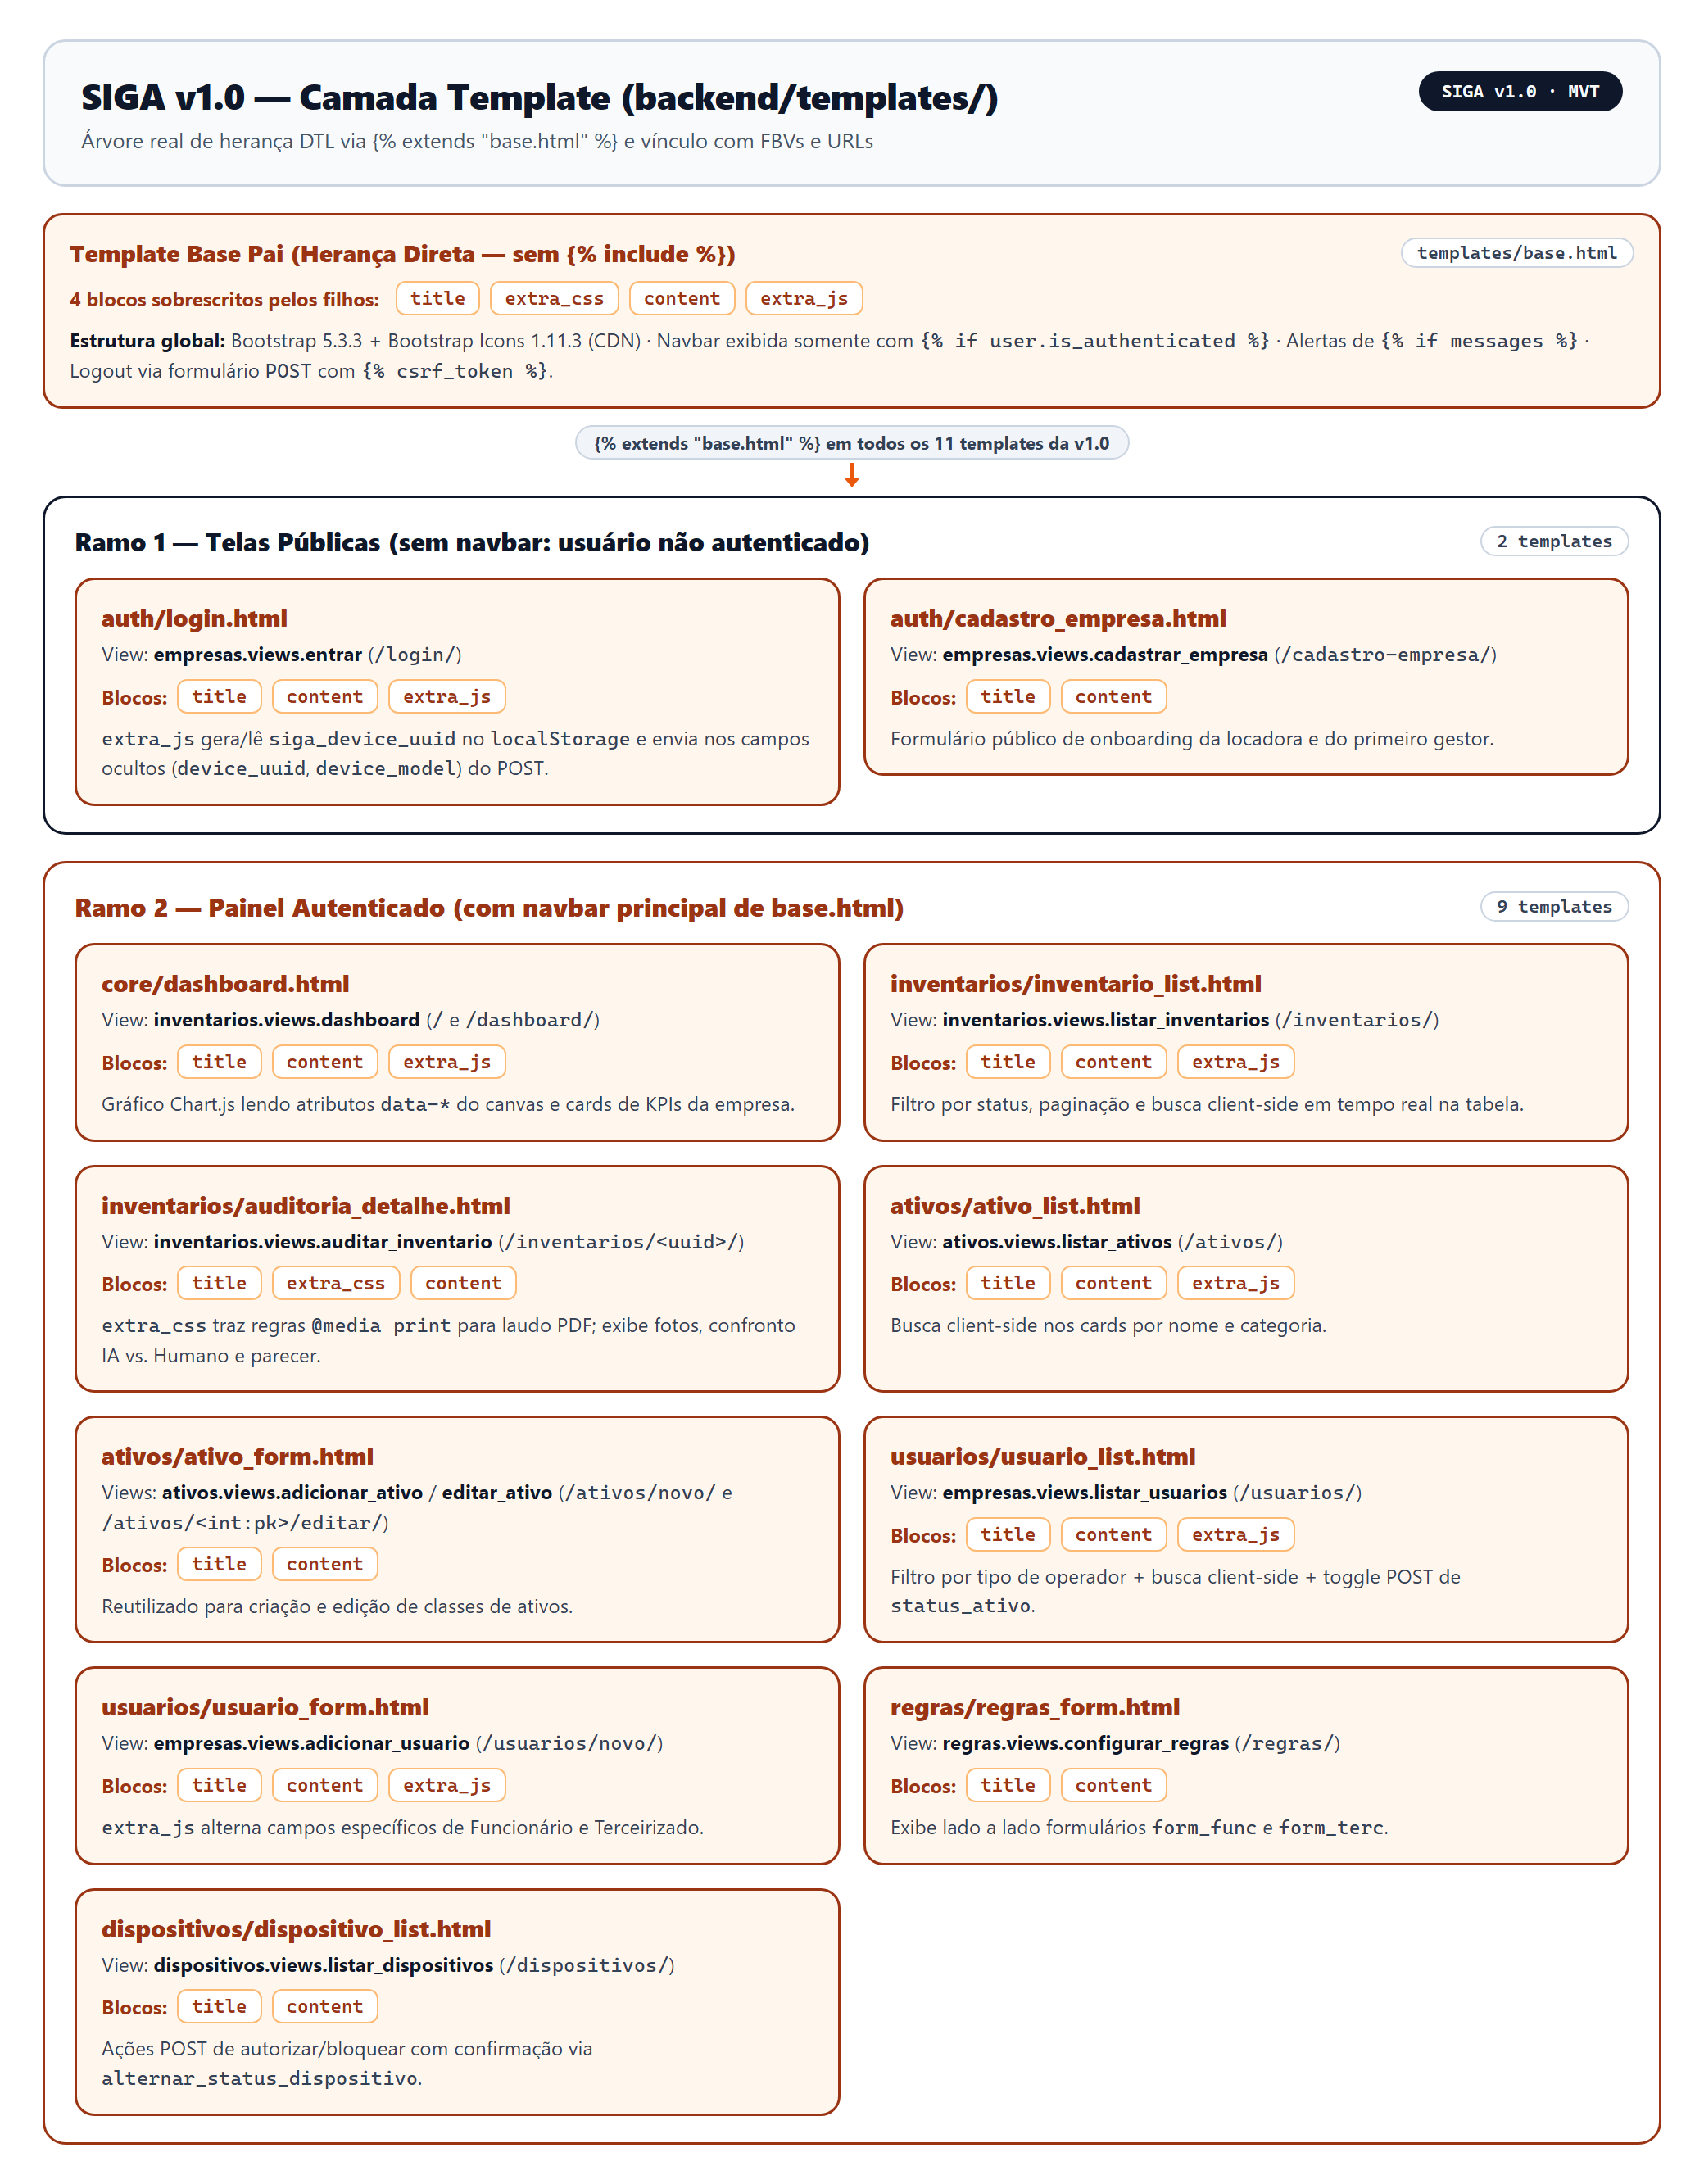 SIGA v1.0 — Camada Template (backend/templates/)
SIGA v1.0 · MVT
Árvore real de herança DTL via {% extends "base.html" %} e vínculo com FBVs e URLs
Template Base Pai (Herança Direta — sem {% include %})
templates/base.html
4 blocos sobrescritos pelos filhos: title extra_css content extra_js
Estrutura global: Bootstrap 5.3.3 + Bootstrap Icons 1.11.3 (CDN) · Navbar exibida somente com {% if user.is_authenticated %} · Alertas de {% if messages %} ·
Logout via formulário POST com {% csrf_token %}.
{% extends "base.html" %} em todos os 11 templates da v1.0
Ramo 1 — Telas Públicas (sem navbar: usuário não autenticado)
2 templates
auth/login.html
View: empresas.views.entrar (/login/)
Blocos: title content extra_js
extra_js gera/lê siga_device_uuid no localStorage e envia nos campos
ocultos (device_uuid, device_model) do POST.
auth/cadastro_empresa.html
View: empresas.views.cadastrar_empresa (/cadastro-empresa/)
Blocos: title content
Formulário público de onboarding da locadora e do primeiro gestor.
Ramo 2 — Painel Autenticado (com navbar principal de base.html)
9 templates
core/dashboard.html
View: inventarios.views.dashboard (/ e /dashboard/)
Blocos: title content extra_js
Gráfico Chart.js lendo atributos data-* do canvas e cards de KPIs da empresa.
inventarios/inventario_list.html
View: inventarios.views.listar_inventarios (/inventarios/)
Blocos: title content extra_js
Filtro por status, paginação e busca client-side em tempo real na tabela.
inventarios/auditoria_detalhe.html
View: inventarios.views.auditar_inventario (/inventarios/<uuid>/)
Blocos: title extra_css content
extra_css traz regras @media print para laudo PDF; exibe fotos, confronto
IA vs. Humano e parecer.
ativos/ativo_list.html
View: ativos.views.listar_ativos (/ativos/)
Blocos: title content extra_js
Busca client-side nos cards por nome e categoria.
ativos/ativo_form.html
Views: ativos.views.adicionar_ativo / editar_ativo (/ativos/novo/ e
/ativos/<int:pk>/editar/)
Blocos: title content
Reutilizado para criação e edição de classes de ativos.
usuarios/usuario_list.html
View: empresas.views.listar_usuarios (/usuarios/)
Blocos: title content extra_js
Filtro por tipo de operador + busca client-side + toggle POST de
status_ativo.
usuarios/usuario_form.html
View: empresas.views.adicionar_usuario (/usuarios/novo/)
Blocos: title content extra_js
extra_js alterna campos específicos de Funcionário e Terceirizado.
regras/regras_form.html
View: regras.views.configurar_regras (/regras/)
Blocos: title content
Exibe lado a lado formulários form_func e form_terc.
dispositivos/dispositivo_list.html
View: dispositivos.views.listar_dispositivos (/dispositivos/)
Blocos: title content
Ações POST de autorizar/bloquear com confirmação via
alternar_status_dispositivo.